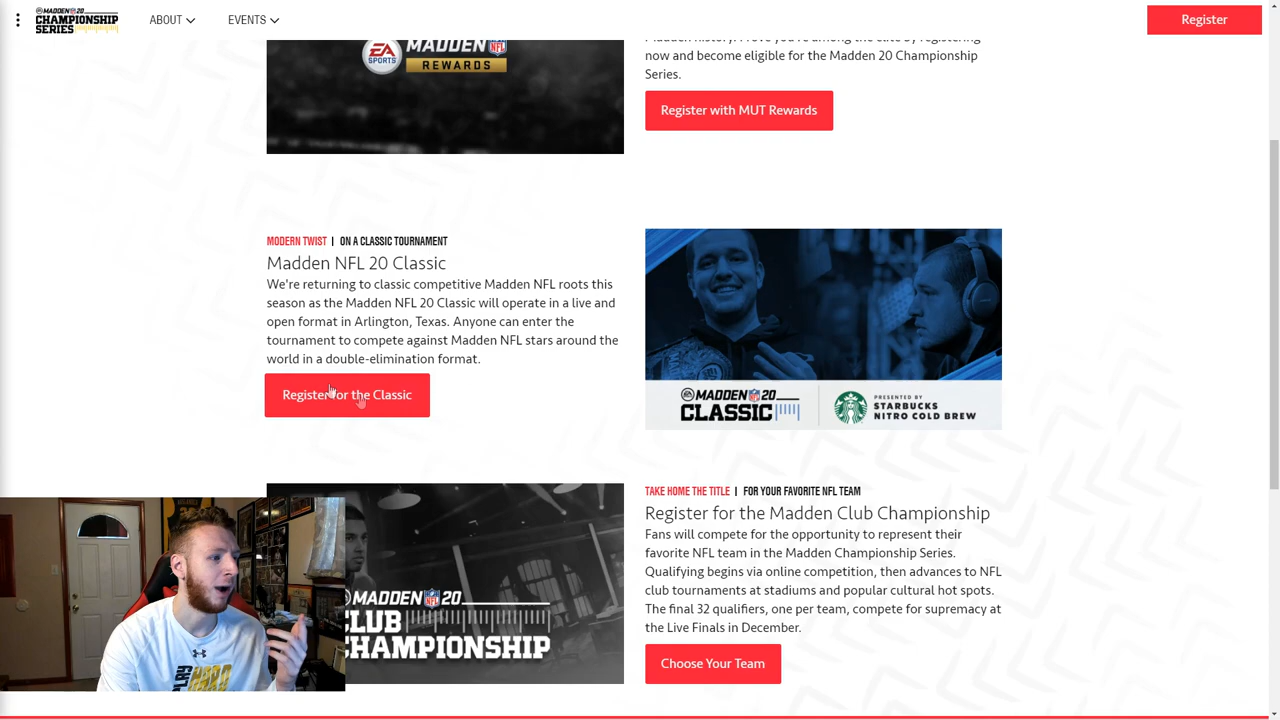 MADDEN NFL 20
CHAMPIONSHIP
SERIES
ABOUT
EVENTS
Register
EA
SPORTS
MADDEN NFL
REWARDS
Madden history. Prove you're among the elite by registering
now and become eligible for the Madden 20 Championship
Series.
Register with MUT Rewards
MODERN TWIST | ON A CLASSIC TOURNAMENT
Madden NFL 20 Classic
We're returning to classic competitive Madden NFL roots this
season as the Madden NFL 20 Classic will operate in a live and
open format in Arlington, Texas. Anyone can enter the
tournament to compete against Madden NFL stars around the
world in a double-elimination format.
Register for the Classic
MADDEN NFL 20
CLASSIC
PRESENTED BY
STARBUCKS
NITRO COLD BREW
MADDEN NFL 20
CLUB
CHAMPIONSHIP
TAKE HOME THE TITLE | FOR YOUR FAVORITE NFL TEAM
Register for the Madden Club Championship
Fans will compete for the opportunity to represent their
favorite NFL team in the Madden Championship Series.
Qualifying begins via online competition, then advances to NFL
club tournaments at stadiums and popular cultural hot spots.
The final 32 qualifiers, one per team, compete for supremacy at
the Live Finals in December.
Choose Your Team